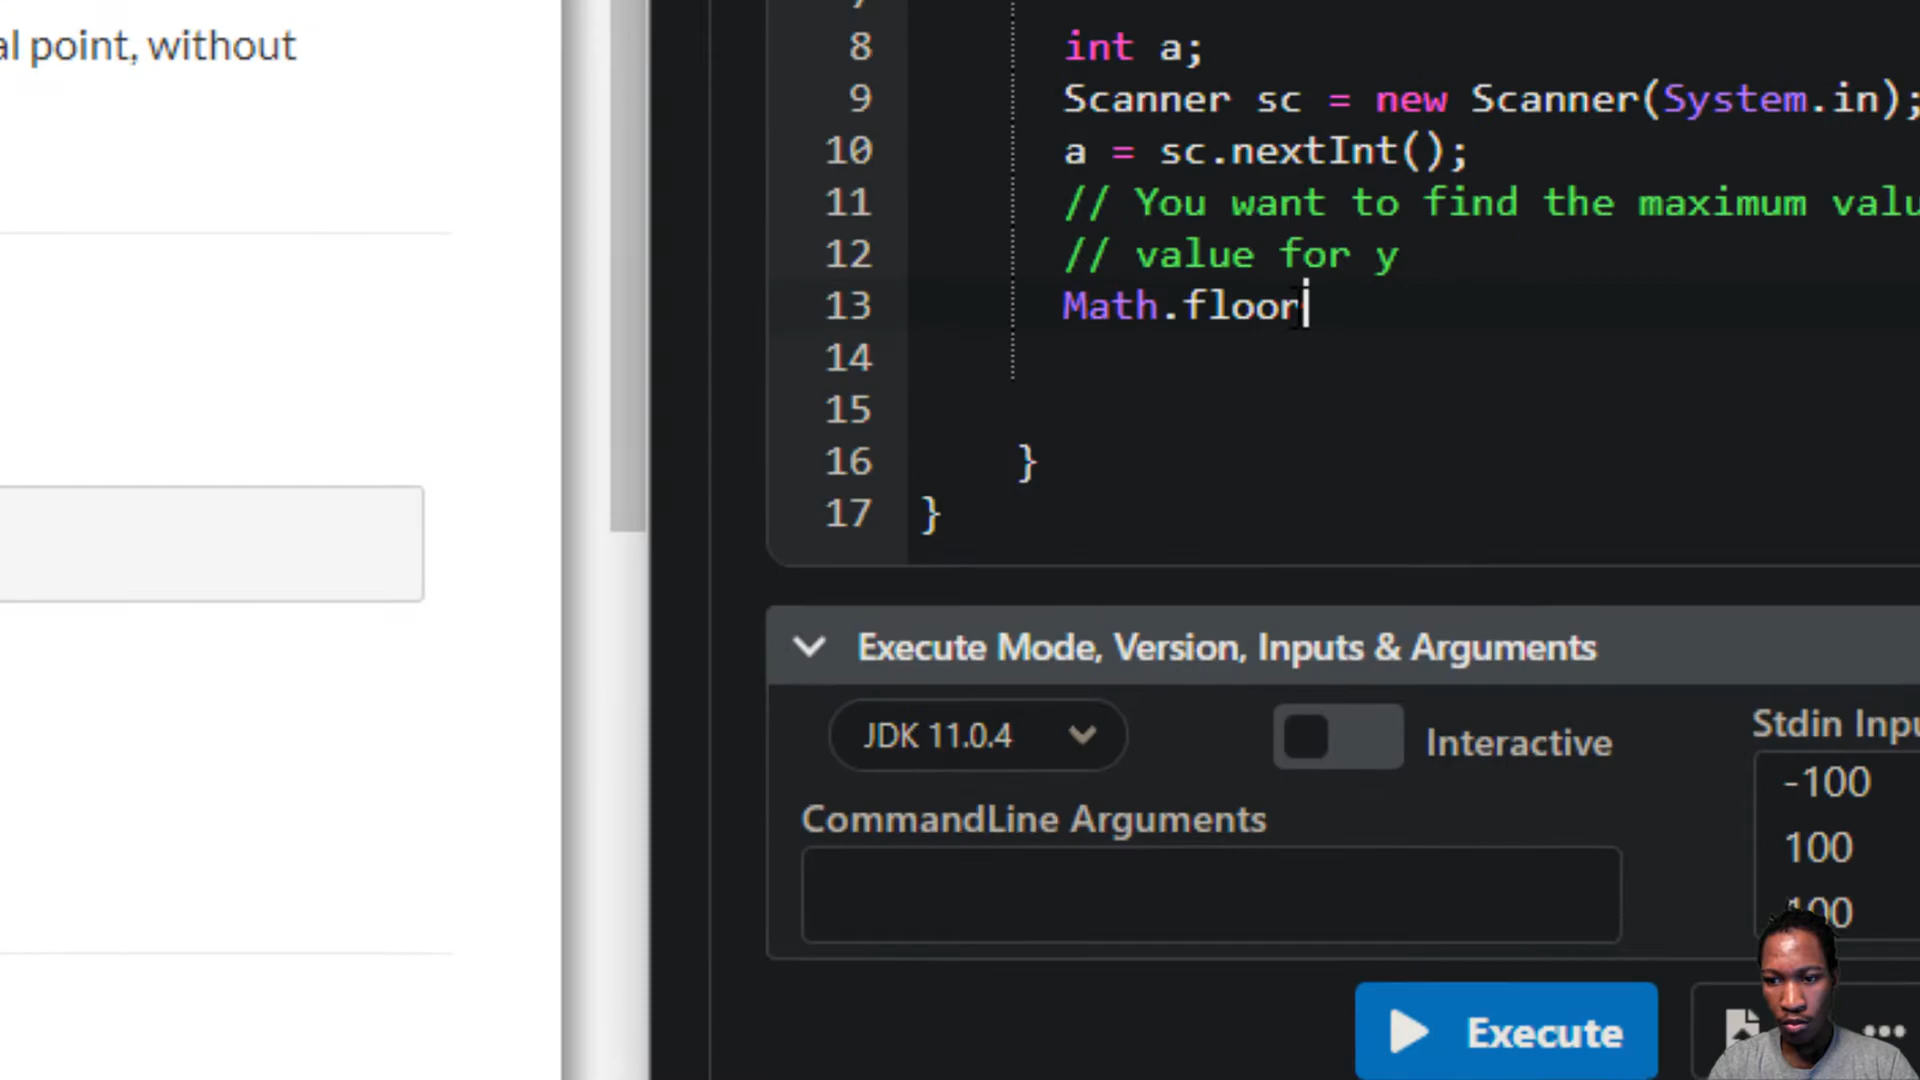 al point, without
8 int a;
9 Scanner sc = new Scanner(System.in);
10 a = sc.nextInt();
11 // You want to find the maximum valu
12 // value for y
13 Math.floor
14
15
16 }
17 }
Execute Mode, Version, Inputs & Arguments
JDK 11.0.4
Interactive
Stdin Inpu
-100
100
CommandLine Arguments
100
Execute